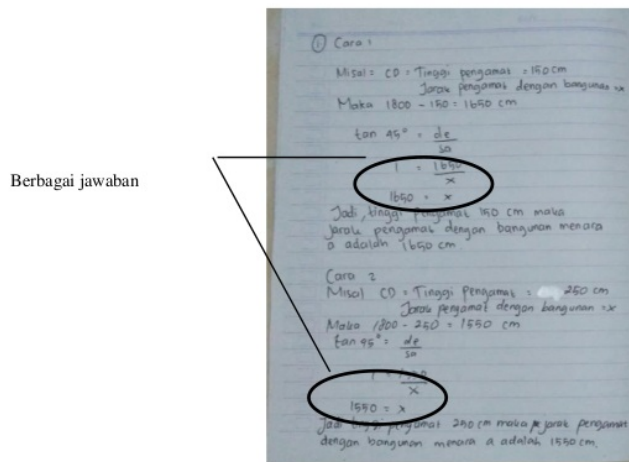 Berbagai jawaban
① Cara 1
Misal = CD = Tinggi pengamat = 150 cm
Jarak pengamat dengan bangunan = x
Maka 1800 - 150 = 1650 cm
tan 45° = de
sa
1 = 1650
x
1650 = x
Jadi, tinggi pengamat 150 cm maka
jarak pengamat dengan bangunan menara
a adalah 1650 cm.
Cara 2
Misal CD = Tinggi pengamat = 250 cm
Jarak pengamat dengan bangunan = x
Maka 1800 - 250 = 1550 cm
tan 45° = de
sa
x
1550 = x
Jadi tinggi pengamat 250 cm maka jarak pengamat
dengan bangunan menara a adalah 1550 cm.